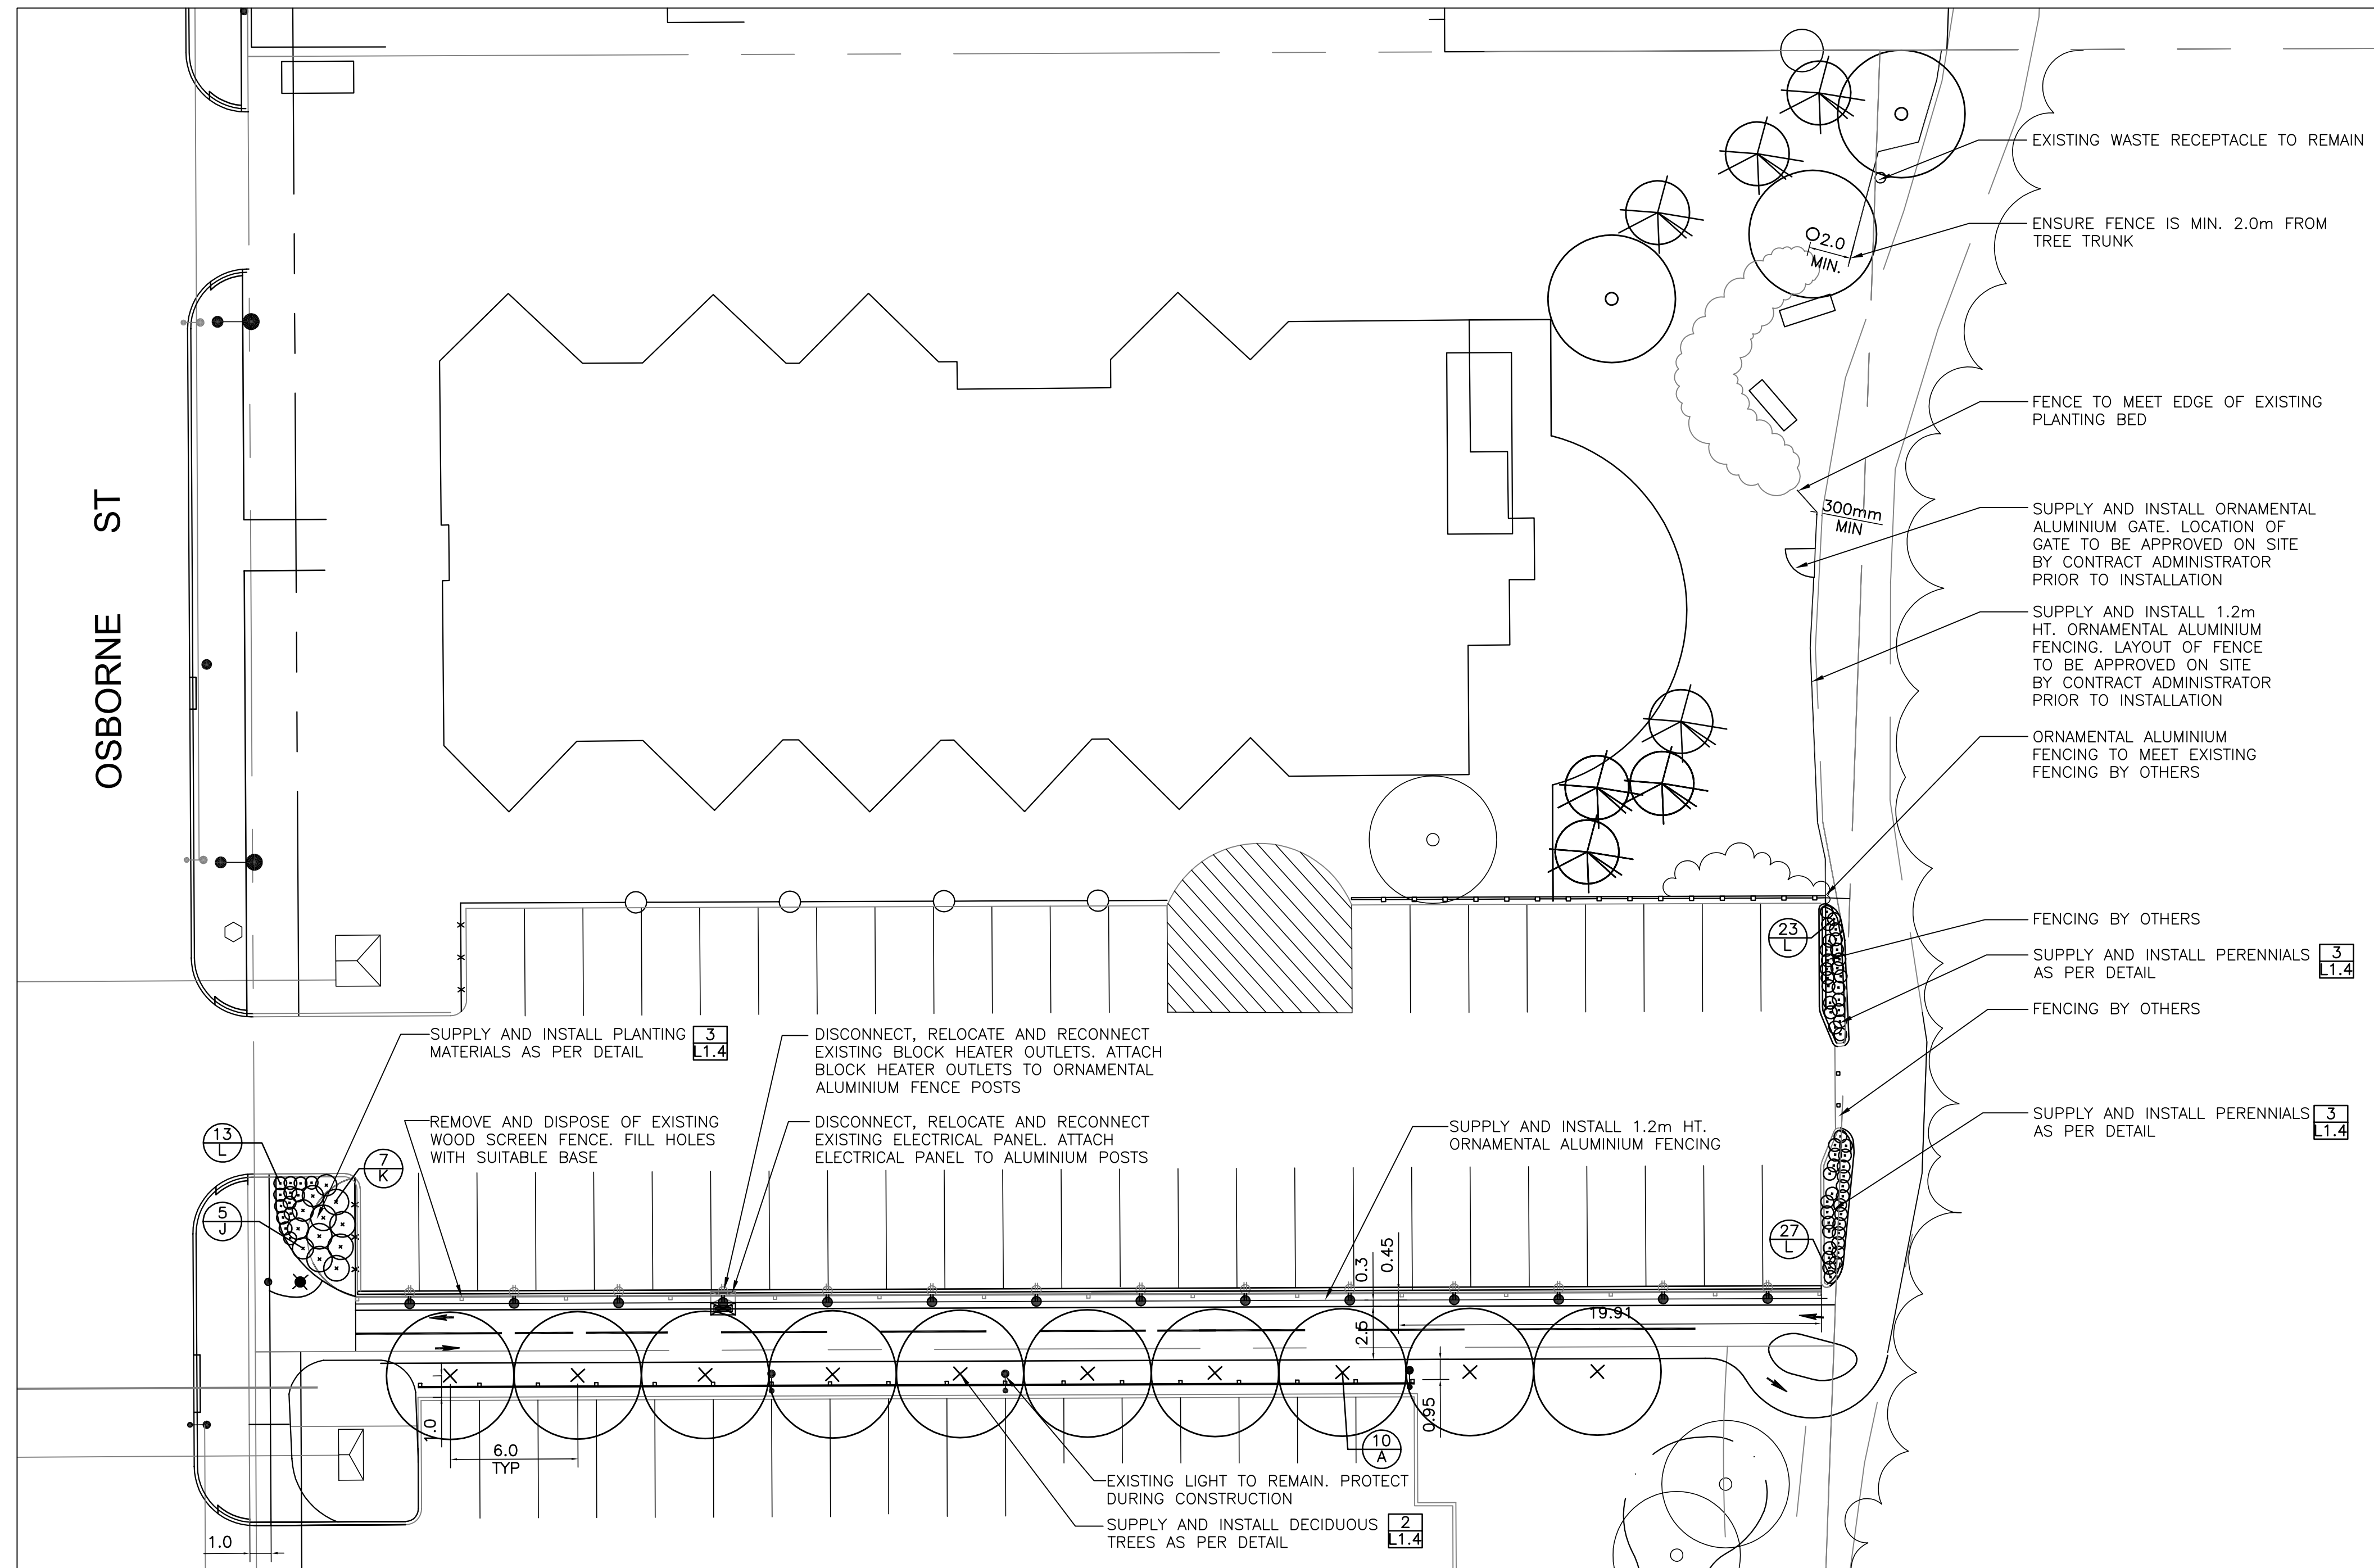 EXISTING WASTE RECEPTACLE TO REMAIN
ENSURE FENCE IS MIN. 2.0m FROM
TREE TRUNK
2.0
MIN.
FENCE TO MEET EDGE OF EXISTING
PLANTING BED
300mm
MIN
SUPPLY AND INSTALL ORNAMENTAL
ALUMINIUM GATE. LOCATION OF
GATE TO BE APPROVED ON SITE
BY CONTRACT ADMINISTRATOR
PRIOR TO INSTALLATION
SUPPLY AND INSTALL 1.2m
HT. ORNAMENTAL ALUMINIUM
FENCING. LAYOUT OF FENCE
TO BE APPROVED ON SITE
BY CONTRACT ADMINISTRATOR
PRIOR TO INSTALLATION
OSBORNE ST
ORNAMENTAL ALUMINIUM
FENCING TO MEET EXISTING
FENCING BY OTHERS
23
L
FENCING BY OTHERS
SUPPLY AND INSTALL PERENNIALS
AS PER DETAIL
3
L1.4
FENCING BY OTHERS
SUPPLY AND INSTALL PLANTING
MATERIALS AS PER DETAIL
3
L1.4
DISCONNECT, RELOCATE AND RECONNECT
EXISTING BLOCK HEATER OUTLETS. ATTACH
BLOCK HEATER OUTLETS TO ORNAMENTAL
ALUMINIUM FENCE POSTS
REMOVE AND DISPOSE OF EXISTING
WOOD SCREEN FENCE. FILL HOLES
WITH SUITABLE BASE
DISCONNECT, RELOCATE AND RECONNECT
EXISTING ELECTRICAL PANEL. ATTACH
ELECTRICAL PANEL TO ALUMINIUM POSTS
SUPPLY AND INSTALL 1.2m HT.
ORNAMENTAL ALUMINIUM FENCING
SUPPLY AND INSTALL PERENNIALS
AS PER DETAIL
3
L1.4
13
L
7
K
5
J
27
L
0.3
0.45
19.91
2.5
1.0
6.0
TYP
0.95
10
A
EXISTING LIGHT TO REMAIN. PROTECT
DURING CONSTRUCTION
SUPPLY AND INSTALL DECIDUOUS
TREES AS PER DETAIL
2
L1.4
1.0